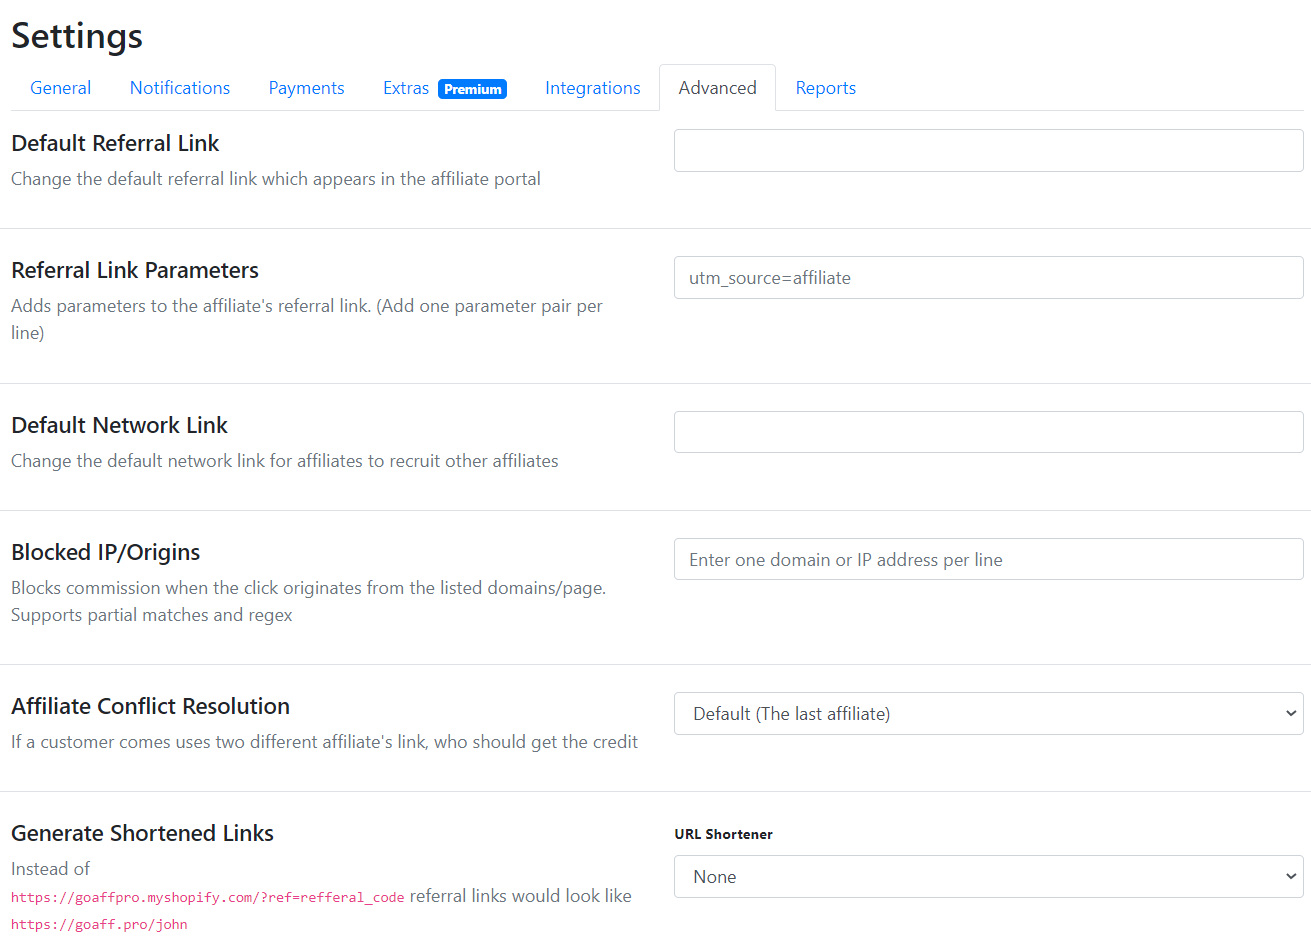 Settings
General Notifications Payments Extras Premium Integrations Advanced Reports
Default Referral Link
Change the default referral link which appears in the affiliate portal
Referral Link Parameters
utm_source=affiliate
Adds parameters to the affiliate's referral link. (Add one parameter pair per
line)
Default Network Link
Change the default network link for affiliates to recruit other affiliates
Blocked IP/Origins
Enter one domain or IP address per line
Blocks commission when the click originates from the listed domains/page.
Supports partial matches and regex
Affiliate Conflict Resolution
Default (The last affiliate)
If a customer comes uses two different affiliate's link, who should get the credit
Generate Shortened Links
URL Shortener
Instead of
None
https://goaffpro.myshopify.com/?ref=refferal_code referral links would look like
https://goaff.pro/john